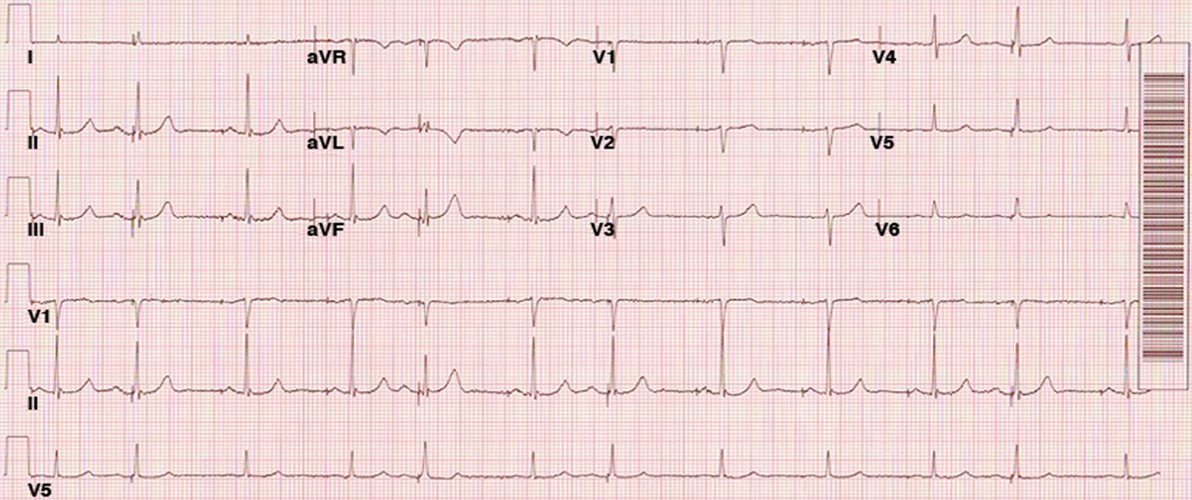 I aVR V1 V4
II aVL V2 V5
III aVF V3 V6
V1
II
V5